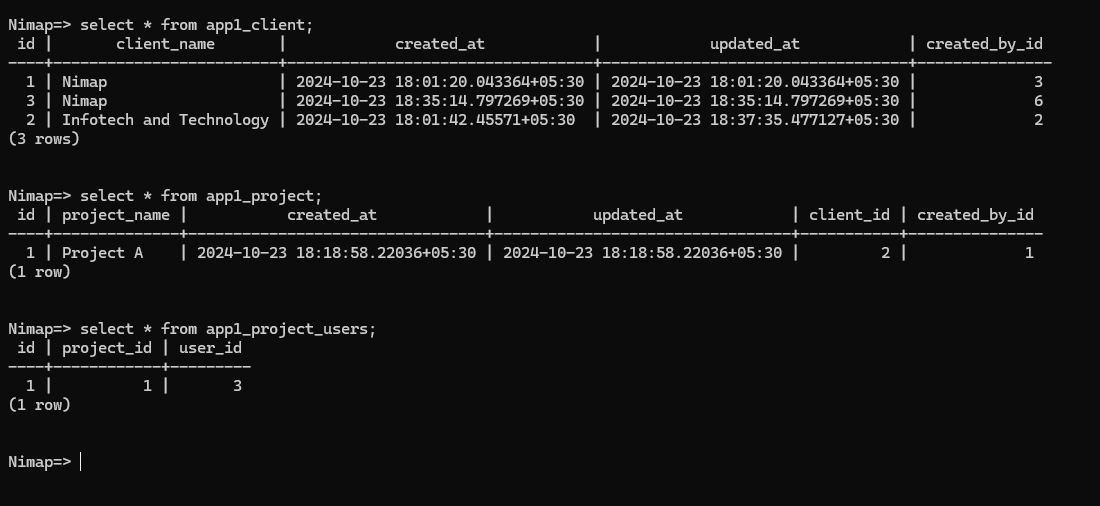 Nimap=> select * from app1_client;
 id |       client_name       |            created_at            |            updated_at            | created_by_id
----+-------------------------+----------------------------------+----------------------------------+---------------
  1 | Nimap                   | 2024-10-23 18:01:20.043364+05:30 | 2024-10-23 18:01:20.043364+05:30 |             3
  3 | Nimap                   | 2024-10-23 18:35:14.797269+05:30 | 2024-10-23 18:35:14.797269+05:30 |             6
  2 | Infotech and Technology | 2024-10-23 18:01:42.45571+05:30  | 2024-10-23 18:37:35.477127+05:30 |             2
(3 rows)
Nimap=> select * from app1_project;
 id | project_name |           created_at            |           updated_at            | client_id | created_by_id
----+--------------+---------------------------------+---------------------------------+-----------+---------------
  1 | Project A    | 2024-10-23 18:18:58.22036+05:30 | 2024-10-23 18:18:58.22036+05:30 |         2 |             1
(1 row)
Nimap=> select * from app1_project_users;
 id | project_id | user_id
----+------------+---------
  1 |          1 |       3
(1 row)
Nimap=>